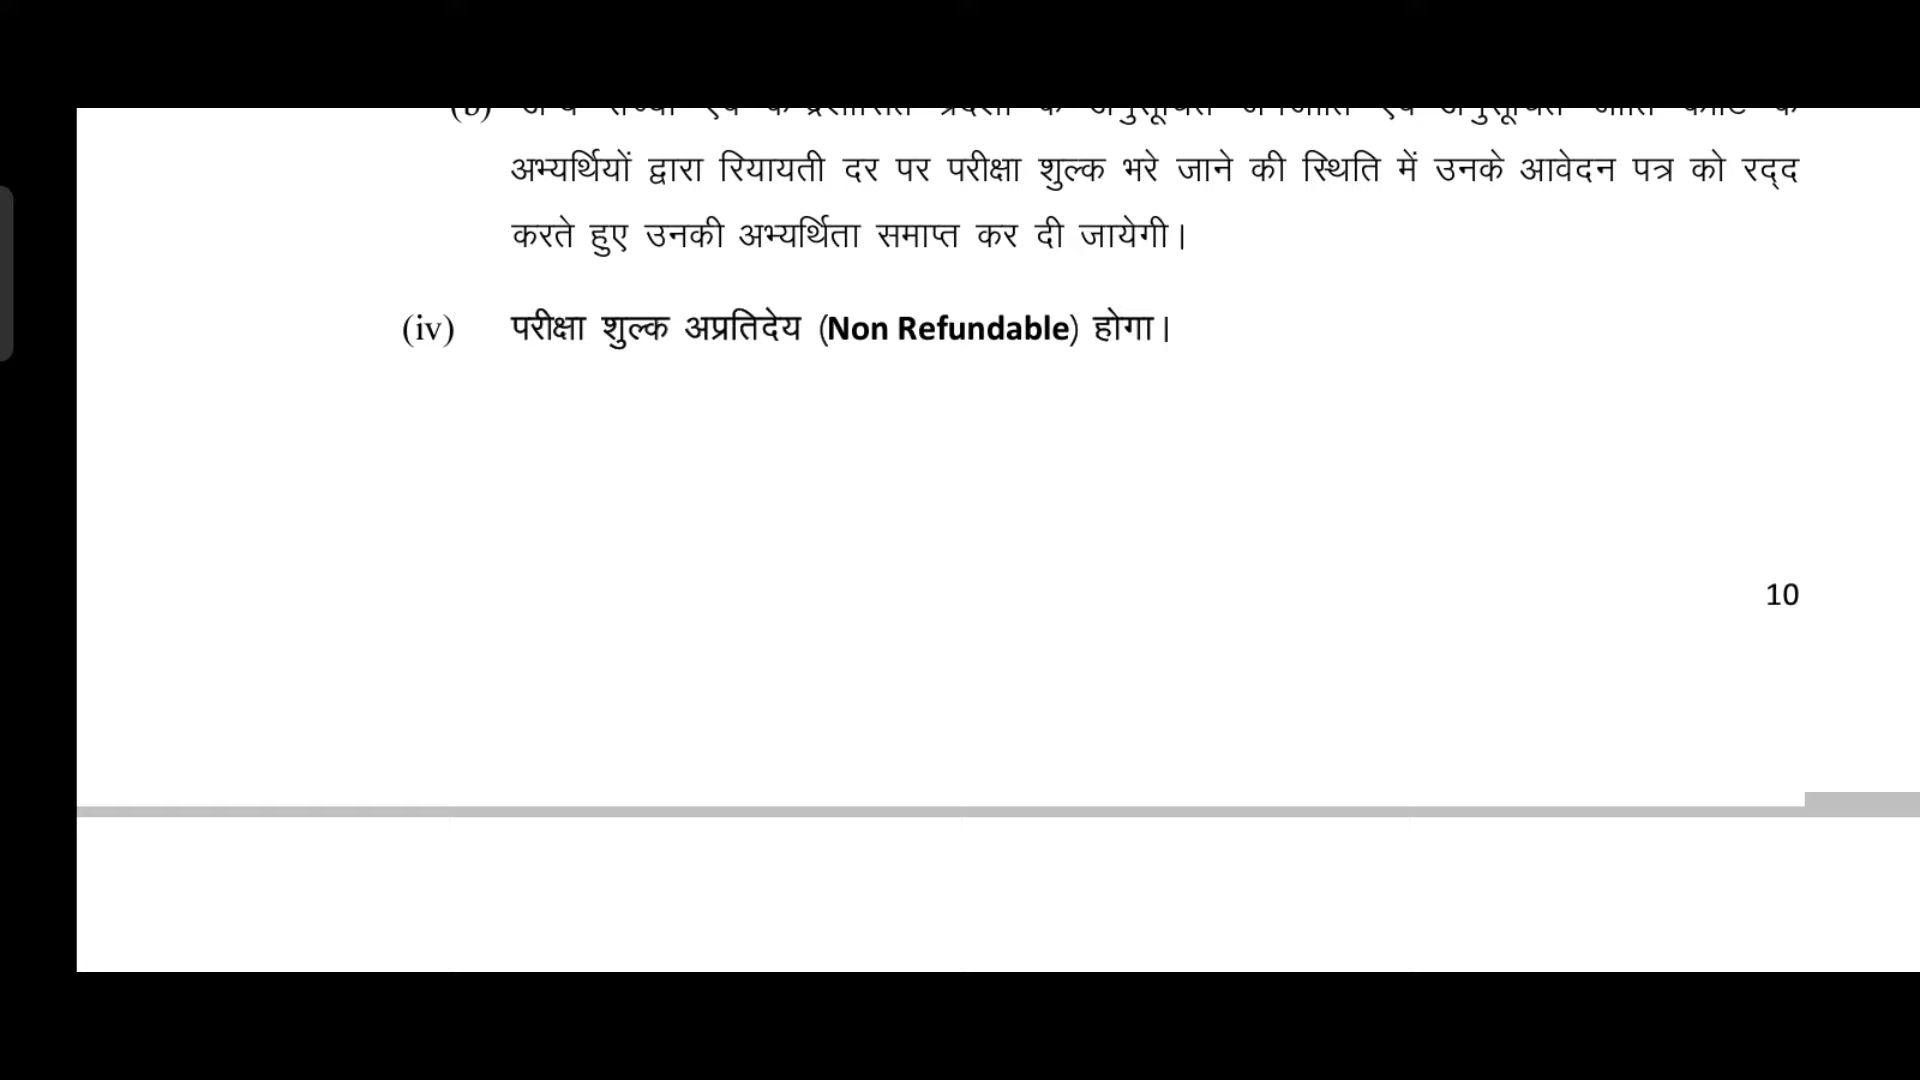 अभ्यर्थियों द्वारा रियायती दर पर परीक्षा शुल्क भरे जाने की स्थिति में उनके आवेदन पत्र को रद्द
करते हुए उनकी अभ्यर्थिता समाप्त कर दी जायेगी।
(iv) परीक्षा शुल्क अप्रतिदेय (Non Refundable) होगा।
10